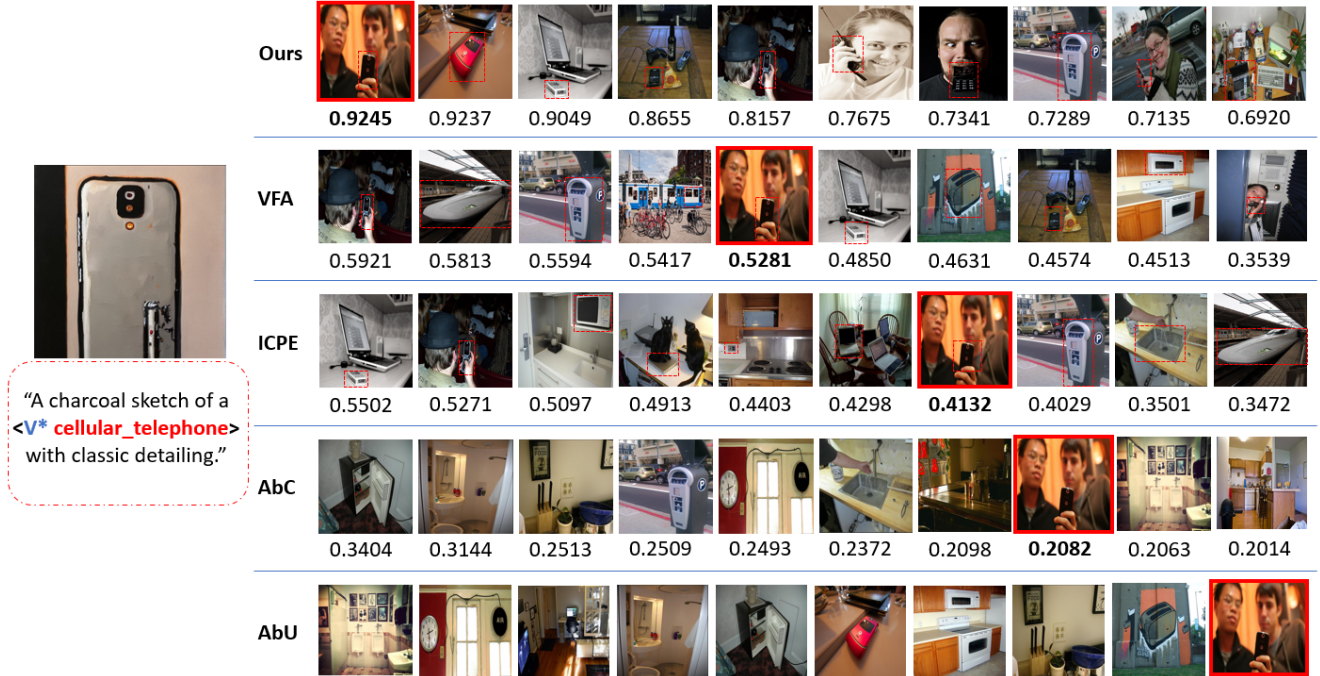 Ours
0.9245 0.9237 0.9049 0.8655 0.8157 0.7675 0.7341 0.7289 0.7135 0.6920
VFA
0.5921 0.5813 0.5594 0.5417 0.5281 0.4850 0.4631 0.4574 0.4513 0.3539
ICPE
0.5502 0.5271 0.5097 0.4913 0.4403 0.4298 0.4132 0.4029 0.3501 0.3472
“A charcoal sketch of a
<V* cellular_telephone>
with classic detailing.”
AbC
0.3404 0.3144 0.2513 0.2509 0.2493 0.2372 0.2098 0.2082 0.2063 0.2014
AbU